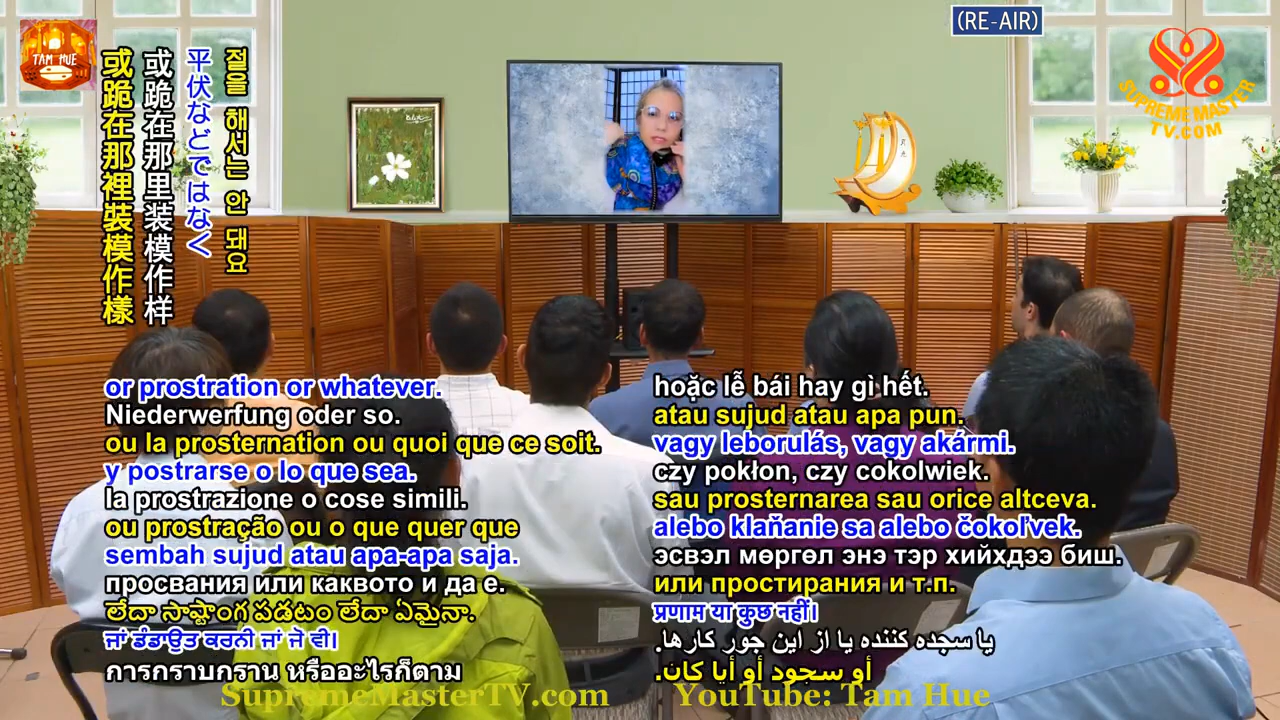 (RE-AIR)
TAM HUE
SUPREME MASTER
TV.COM
절을 해서는 안 돼요
平伏などではなく
或跪在那里装模作样
或跪在那裡裝模作樣
or prostration or whatever.
Niederwerfung oder so.
ou la prosternation ou quoi que ce soit.
y postrarse o lo que sea.
la prostrazione o cose simili.
ou prostração ou o que quer que
sembah sujud atau apa-apa saja.
просвания или каквото и да е.
లేదా సాష్టాంగ పడటం లేదా ఏమైనా.
ਜਾਂ ਡੰਡਾਉਤ ਕਰਨੀ ਜਾਂ ਜੋ ਵੀ।
การกราบกราน หรืออะไรก็ตาม
hoặc lễ bái hay gì hết.
atau sujud atau apa pun.
vagy leborulás, vagy akármi.
czy pokłon, czy cokolwiek.
sau prosternarea sau orice altceva.
alebo klaňanie sa alebo čokoľvek.
эсвэл мөргөл энэ тэр хийхдээ биш.
или простирания и т.п.
प्रणाम या कुछ नहीं।
یا سجده کننده یا از این جور کارها.
أو سجود أو أيا كان.
SupremeMasterTV.com
YouTube: Tam Hue